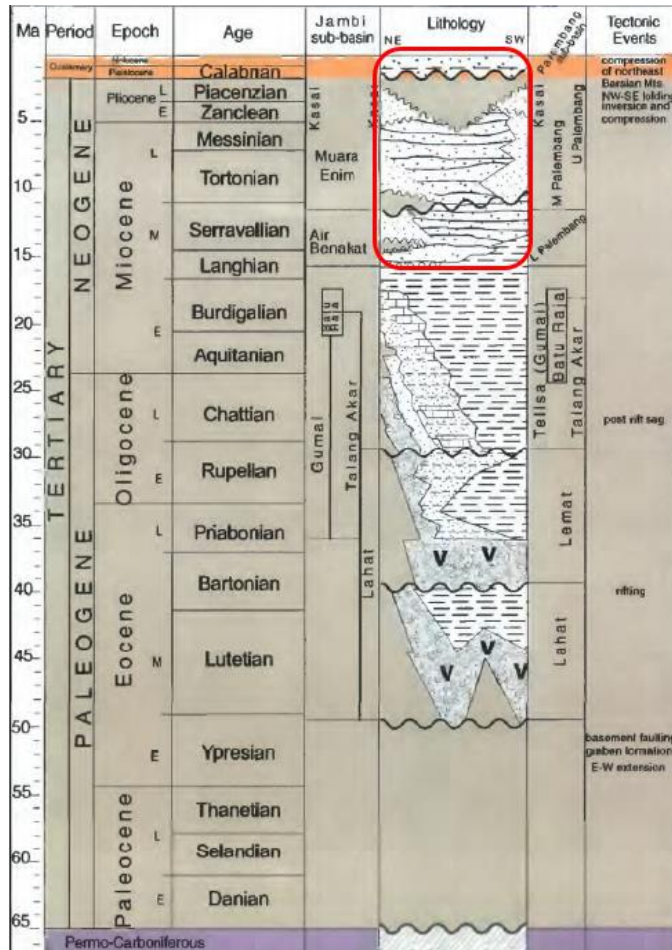 Ma Period Epoch Age Jambi sub-basin Lithology NE SW Palembang sub-basin Tectonic Events
Quaternary Holocene
Pleistocene Calabrian
compression of northeast Barsian Mts.
NW-SE folding inversion and compression
TERTIARY
NEOGENE
PALEOGENE
Pliocene L E
Miocene L M E
Oligocene L E
Eocene L M E
Paleocene L E
Piacenzian
Zanclean
Messinian
Tortonian
Serravallian
Langhian
Burdigalian
Aquitanian
Chattian
Rupelian
Priabonian
Bartonian
Lutetian
Ypresian
Thanetian
Selandian
Danian
5
10
15
20
25
30
35
40
45
50
55
60
65
Kasai
Muara Enim
Air Benakat
Batu Raja
Gumai
Talang Akar
Lahat
Kasai
V V
V
V V
Kasai
M Palembang
U Palembang
L Palembang
Telisa (Gumai)
Batu Raja
Talang Akar
Lemat
Lahat
post rift sag
rifting
basement faulting
graben formation
E-W extension
Permo-Carboniferous